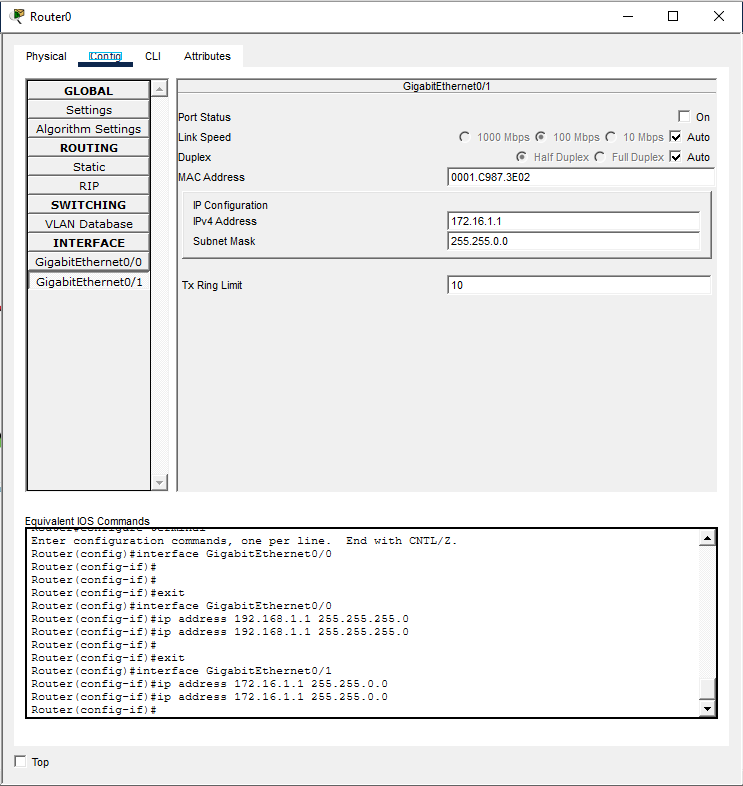 Router0
Physical Config CLI Attributes
GLOBAL
Settings
Algorithm Settings
ROUTING
Static
RIP
SWITCHING
VLAN Database
INTERFACE
GigabitEthernet0/0
GigabitEthernet0/1
GigabitEthernet0/1
Port Status On
Link Speed 1000 Mbps 100 Mbps 10 Mbps Auto
Duplex Half Duplex Full Duplex Auto
MAC Address 0001.C987.3E02
IP Configuration
IPv4 Address 172.16.1.1
Subnet Mask 255.255.0.0
Tx Ring Limit 10
Equivalent IOS Commands
Router#configure terminal
Enter configuration commands, one per line. End with CNTL/Z.
Router(config)#interface GigabitEthernet0/0
Router(config-if)#
Router(config-if)#
Router(config-if)#exit
Router(config)#interface GigabitEthernet0/0
Router(config-if)#ip address 192.168.1.1 255.255.255.0
Router(config-if)#ip address 192.168.1.1 255.255.255.0
Router(config-if)#
Router(config-if)#exit
Router(config)#interface GigabitEthernet0/1
Router(config-if)#ip address 172.16.1.1 255.255.0.0
Router(config-if)#ip address 172.16.1.1 255.255.0.0
Router(config-if)#
Top